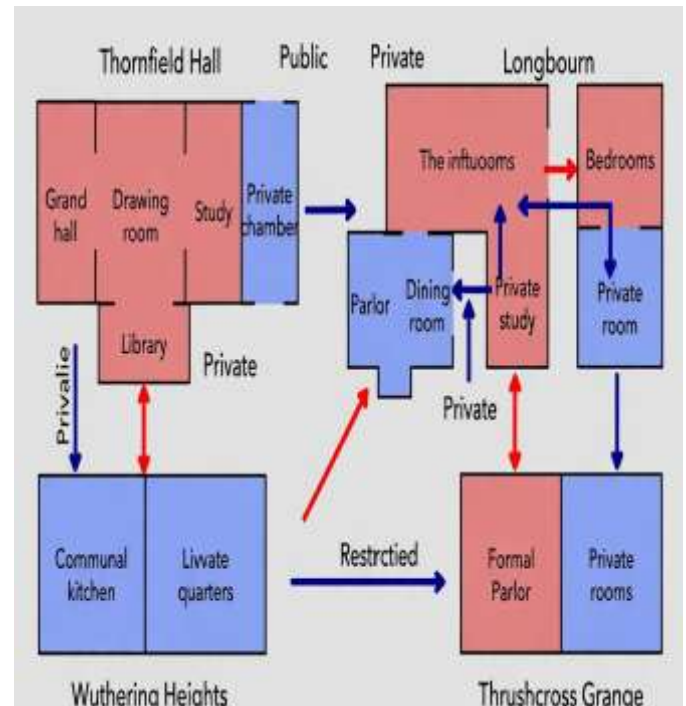 Thornfield Hall
Public
Private
Longbourn
Grand
hall
Drawing
room
Study
Private
chamber
The inftuooms
Bedrooms
Parlor
Dining
room
Private
study
Private
room
Library
Private
Privalie
Private
Communal
kitchen
Livvate
quarters
Restrctied
Formal
Parlor
Private
rooms
Wuthering Heights
Thrushcross Grange